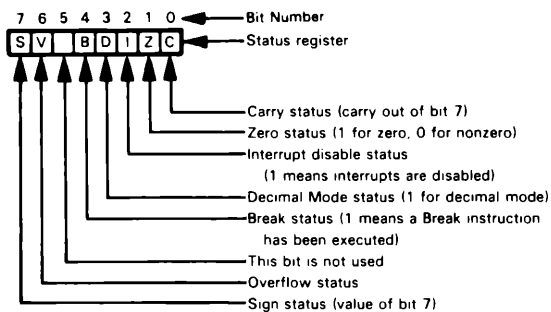 7 6 5 4 3 2 1 0 Bit Number
S V B D I Z C Status register
Carry status (carry out of bit 7)
Zero status (1 for zero, 0 for nonzero)
Interrupt disable status
(1 means interrupts are disabled)
Decimal Mode status (1 for decimal mode)
Break status (1 means a Break instruction
has been executed)
This bit is not used
Overflow status
Sign status (value of bit 7)